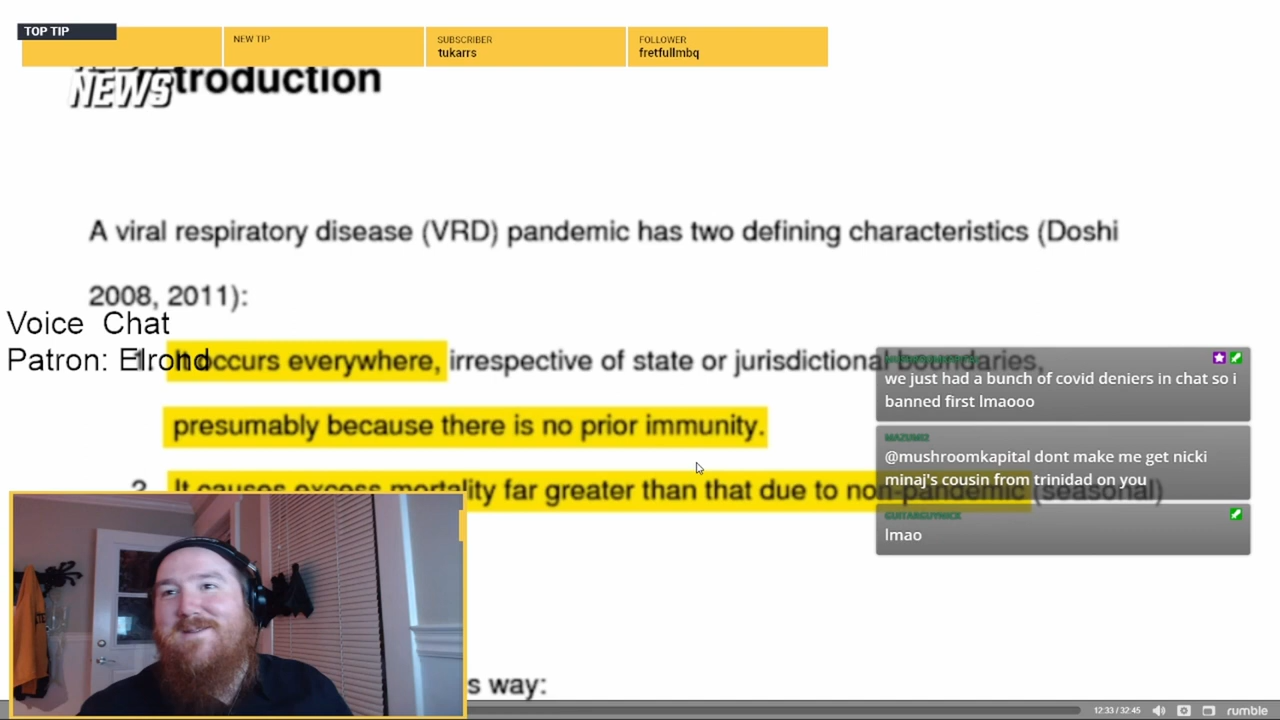 TOP TIP
NEW TIP
SUBSCRIBER
tukarrs
FOLLOWER
fretfullmbq
NEWS
troduction
A viral respiratory disease (VRD) pandemic has two defining characteristics (Doshi
2008, 2011):
Voice Chat
Patron: Elrond
It occurs everywhere, irrespective of state or jurisdictional boundaries,
presumably because there is no prior immunity.
2 It causes excess mortality far greater than that due to non-pandemic (seasonal)
we just had a bunch of covid deniers in chat so i
banned first lmaooo
MAZUMI2
@mushroomkapital dont make me get nicki
minaj's cousin from trinidad on you
GUITARGUYNICK
lmao
s way:
12:33 / 32:45
rumble